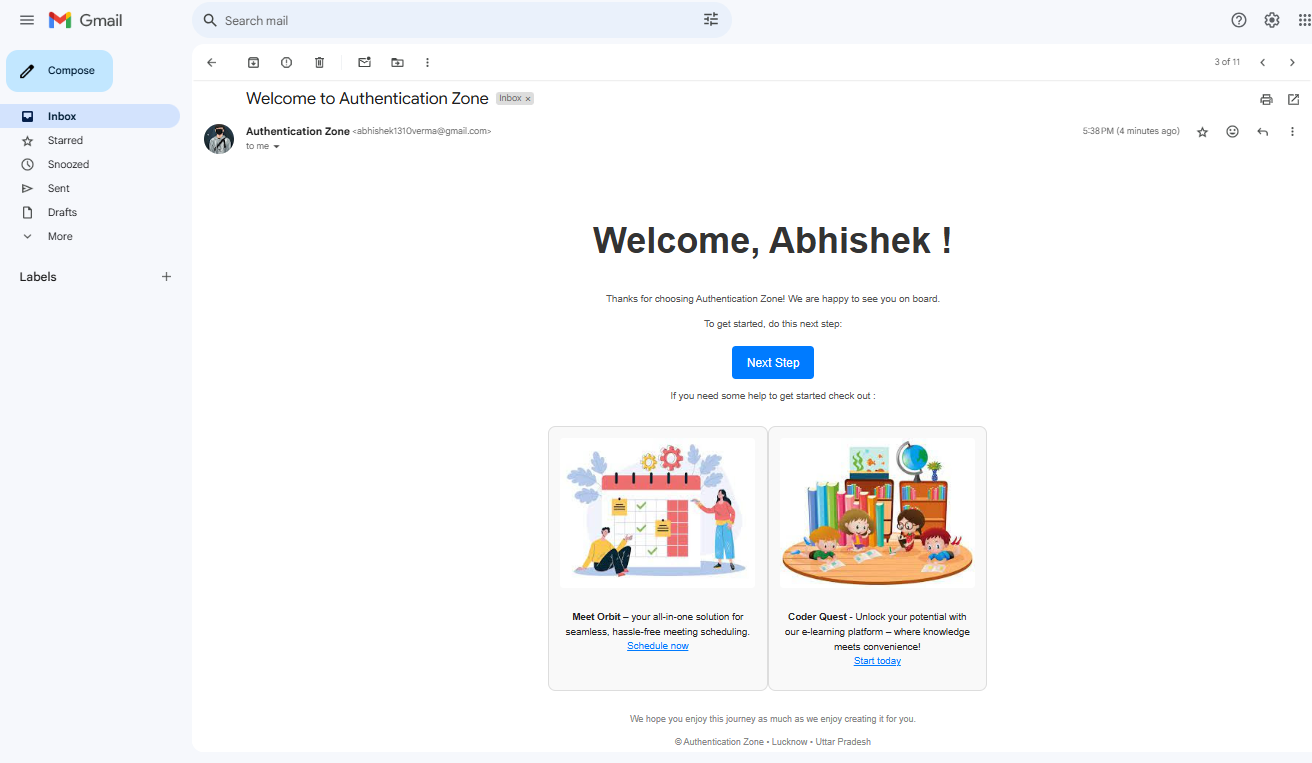 Gmail
Search mail
Compose
3 of 11
Inbox
Starred
Snoozed
Sent
Drafts
More
Labels
Welcome to Authentication Zone Inbox x
Authentication Zone <abhishek1310verma@gmail.com>
to me
5:38 PM (4 minutes ago)
Welcome, Abhishek !
Thanks for choosing Authentication Zone! We are happy to see you on board.
To get started, do this next step:
Next Step
If you need some help to get started check out :
Meet Orbit – your all-in-one solution for
seamless, hassle-free meeting scheduling.
Schedule now
Coder Quest - Unlock your potential with
our e-learning platform – where knowledge
meets convenience!
Start today
We hope you enjoy this journey as much as we enjoy creating it for you.
© Authentication Zone • Lucknow • Uttar Pradesh